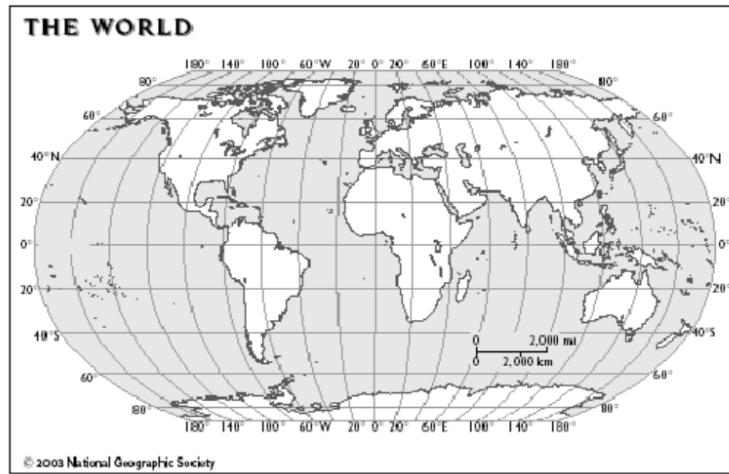 THE WORLD
180° 140° 100° 60°W 20° 0° 20° 60°E 100° 140° 180°
80° 80°
60° 60°
40°N 40°N
20° 20°
0° 0°
20° 20°
40°S 40°S
0 2,000 mi
0 2,000 km
60° 60°
80° 80°
180° 140° 100° 60° 20° 0° 20° 60° 100° 140° 180°
© 2003 National Geographic Society